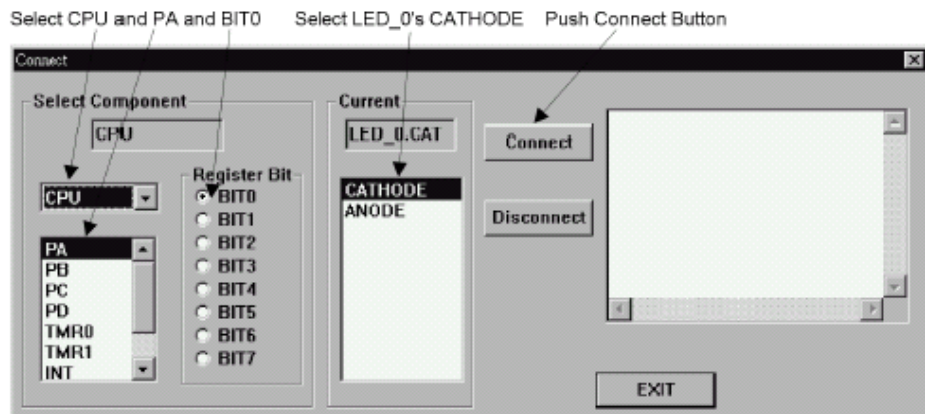 Select CPU and PA and BIT0
Select LED_0's CATHODE
Push Connect Button
Connect
Select Component
CPU
CPU
PA
PB
PC
PD
TMR0
TMR1
INT
Register Bit
BIT0
BIT1
BIT2
BIT3
BIT4
BIT5
BIT6
BIT7
Current
LED_0.CAT
CATHODE
ANODE
Connect
Disconnect
EXIT